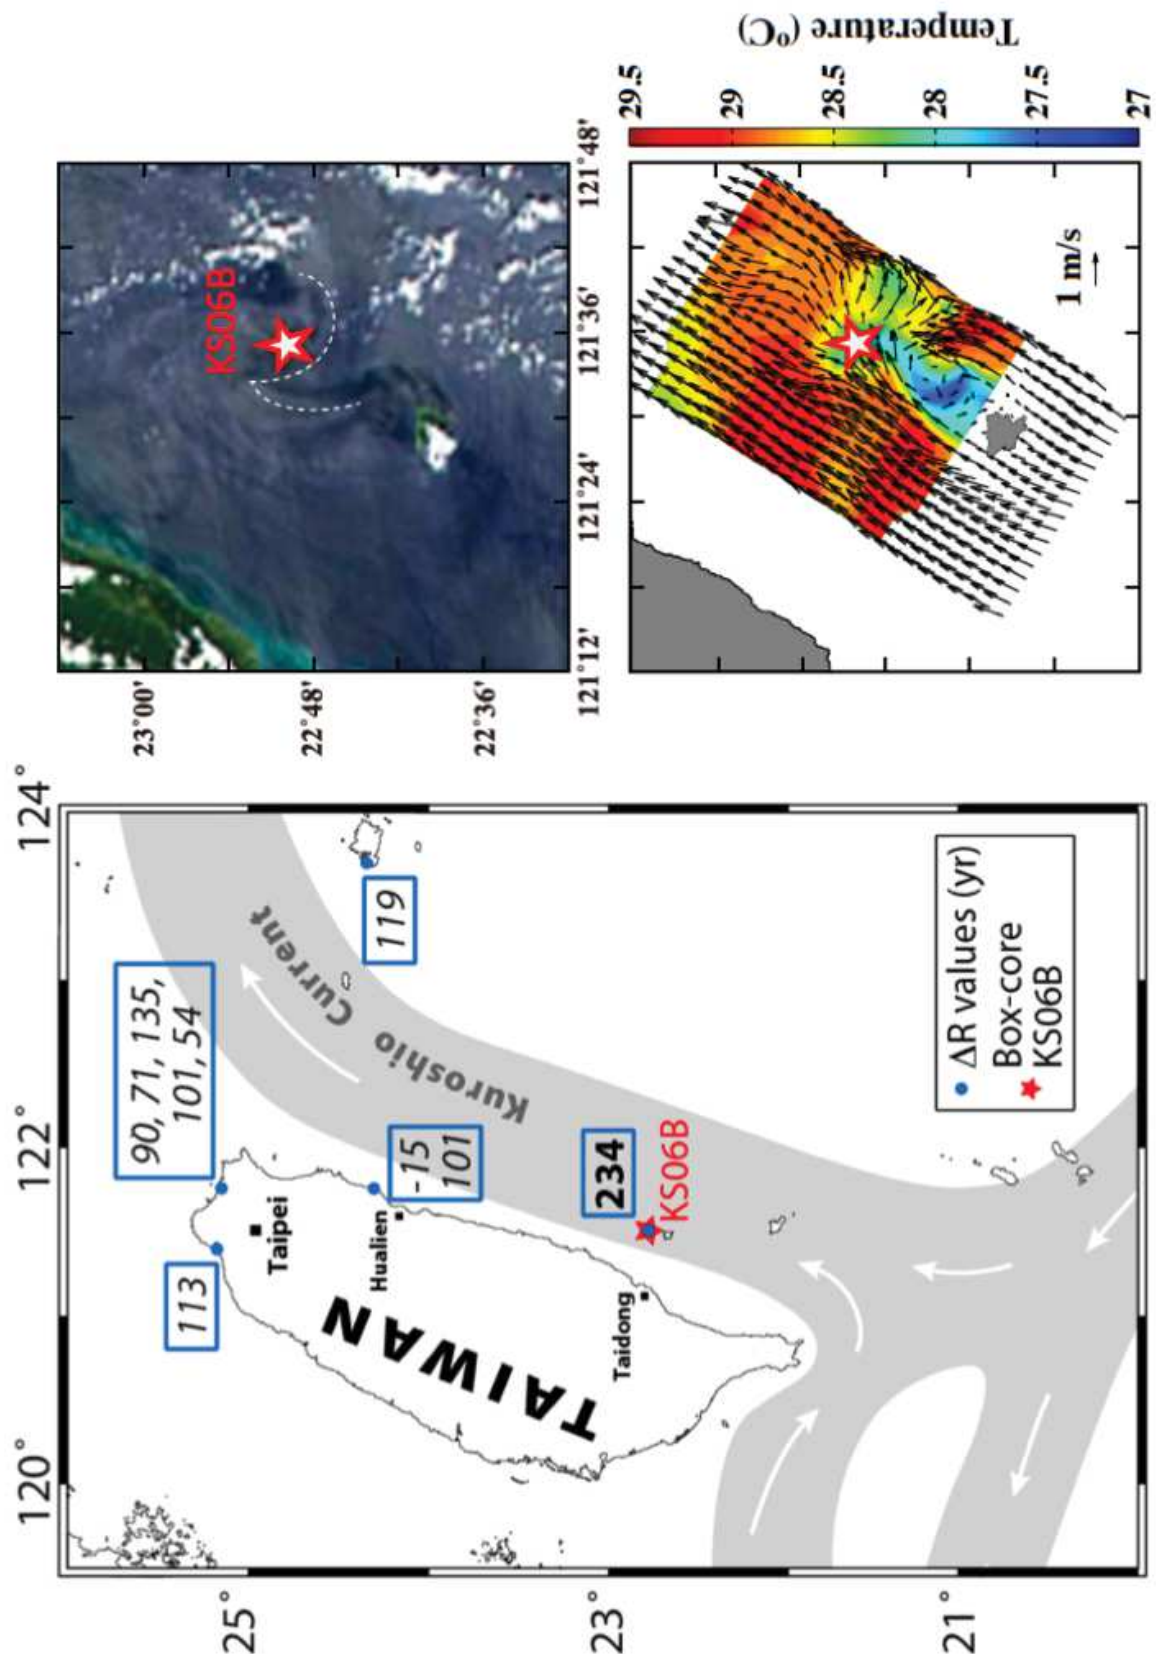 120°
122°
124°
25°
23°
21°
113
90, 71, 135,
101, 54
119
-15
101
234
KS06B
Taipei
Hualien
Taidong
TAIWAN
Kuroshio Current
ΔR values (yr)
Box-core
KS06B
23°00'
22°48'
22°36'
KS06B
121°12'
121°24'
121°36'
121°48'
1 m/s
29.5
29
28.5
28
27.5
27
Temperature (°C)